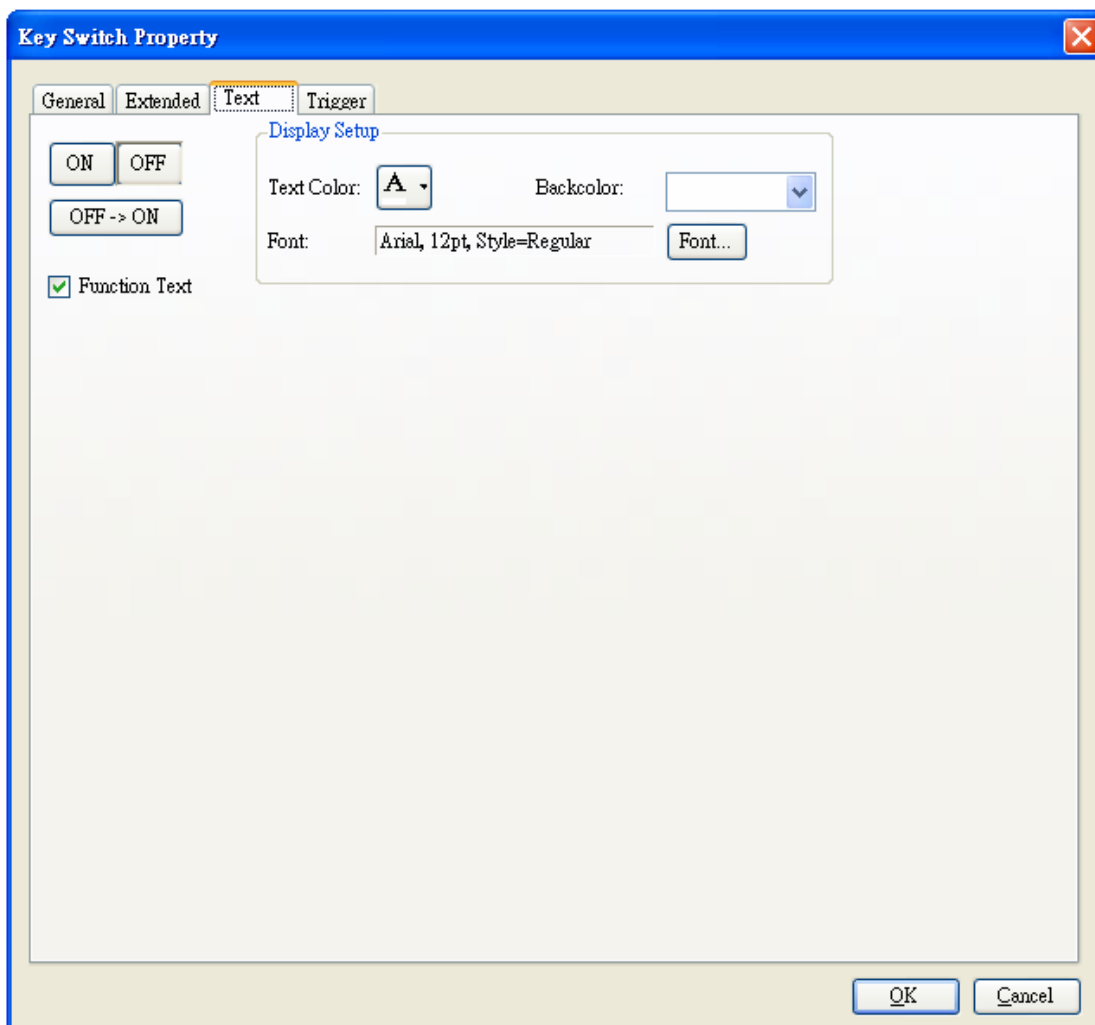 Key Switch Property
General Extended Text Trigger
ON OFF
OFF -> ON
Function Text
Display Setup
Text Color: A Backcolor:
Font: Arial, 12pt, Style=Regular Font...
OK Cancel